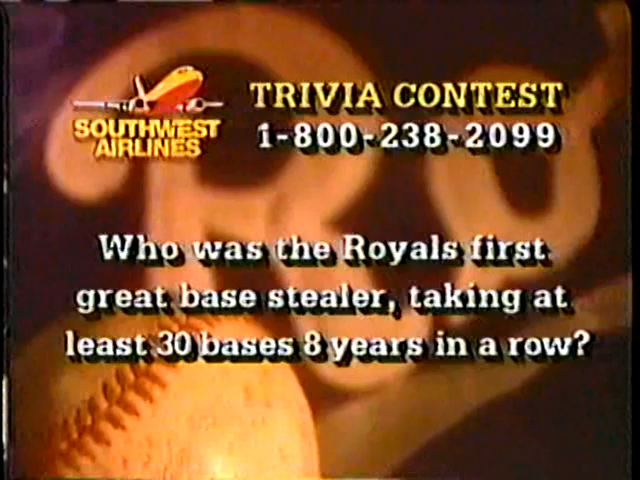 TRIVIA CONTEST
SOUTHWEST
AIRLINES
1-800-238-2099
Who was the Royals first
great base stealer, taking at
least 30 bases 8 years in a row?